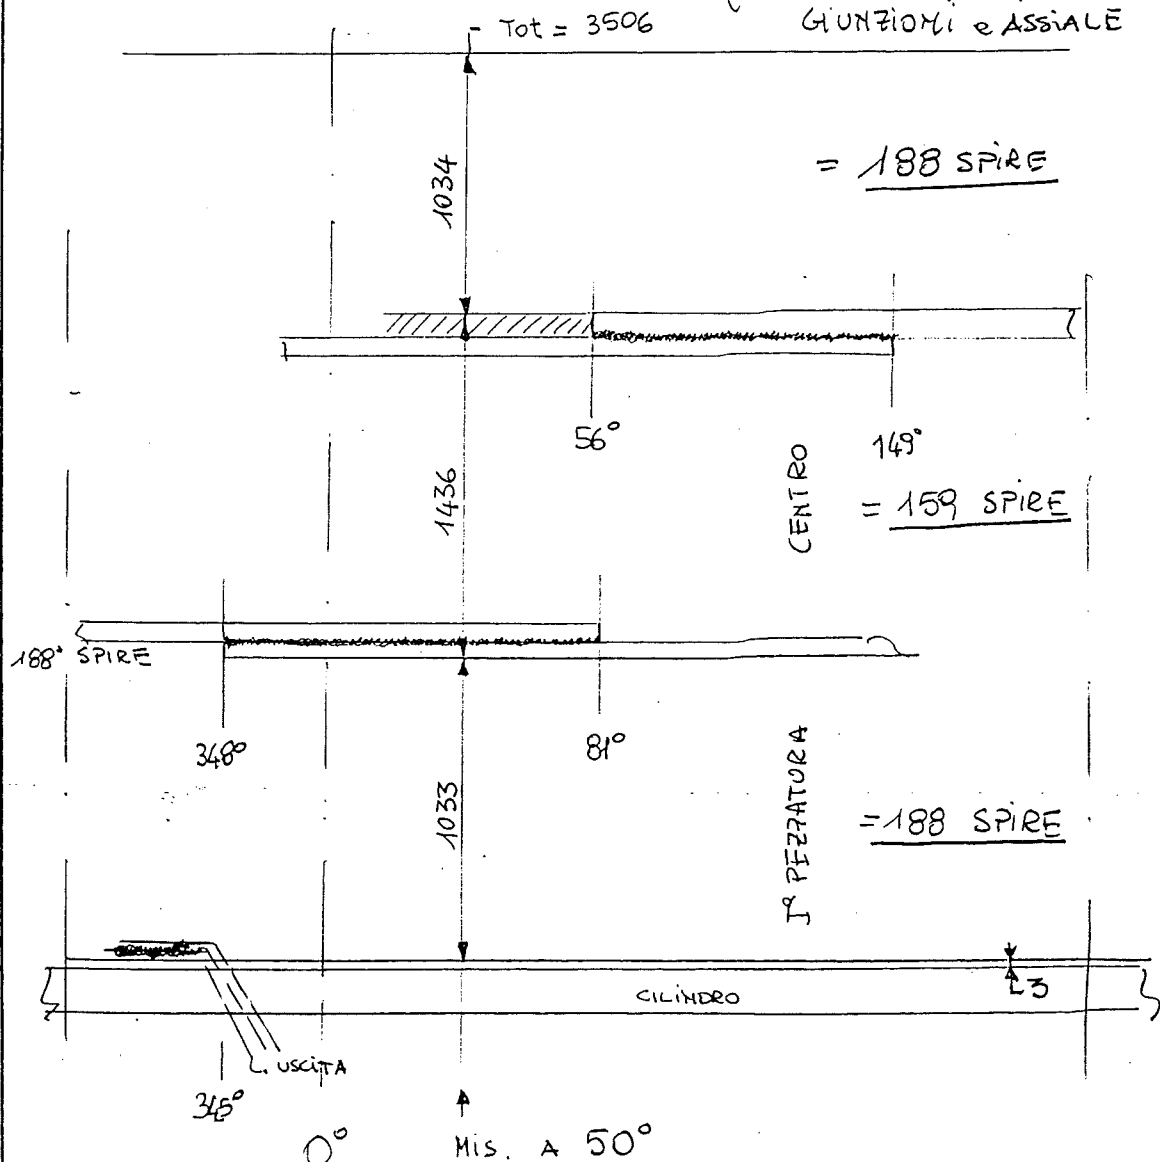 Tot = 3506
GIUNZIONI e ASSiALE
1034
= 188 SPiRE
56°
149°
1436
CENTRO
= 159 SPiRE
188° SPIRE
348°
81°
1033
I° PEZZATURA
= 188 SPiRE
CILINDRO
3
L. USCiTA
345°
0°
MiS. A 50°